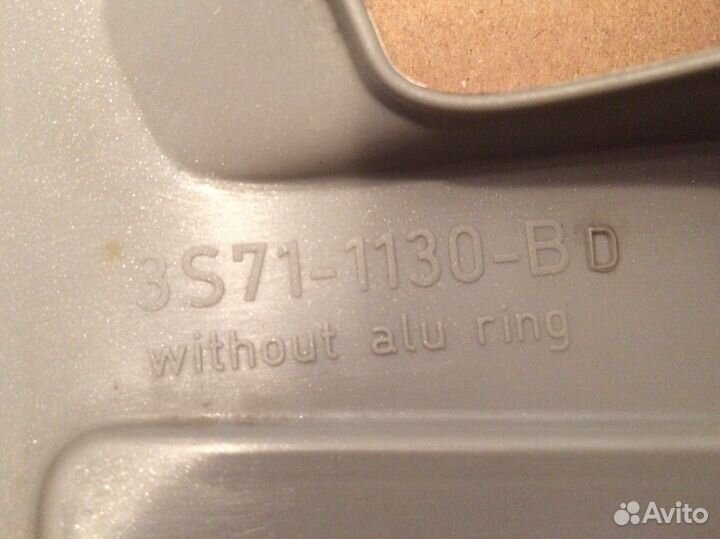 3S71-1130-BD
without alu ring
Avito